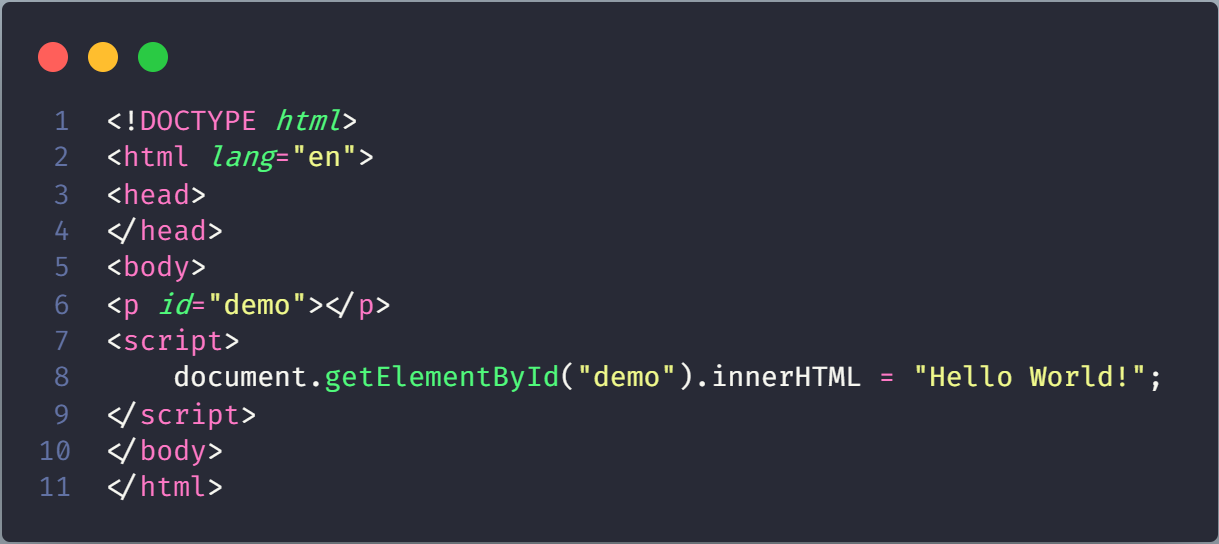 1 <!DOCTYPE html>
2 <html lang="en">
3 <head>
4 </head>
5 <body>
6 <p id="demo"></p>
7 <script>
8     document.getElementById("demo").innerHTML = "Hello World!";
9 </script>
10 </body>
11 </html>